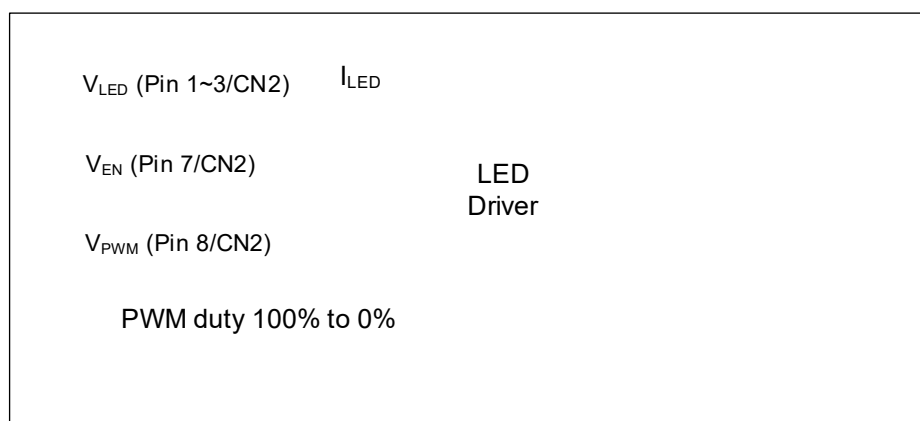 V_LED (Pin 1~3/CN2) I_LED
V_EN (Pin 7/CN2)
LED
Driver
V_PWM (Pin 8/CN2)
PWM duty 100% to 0%